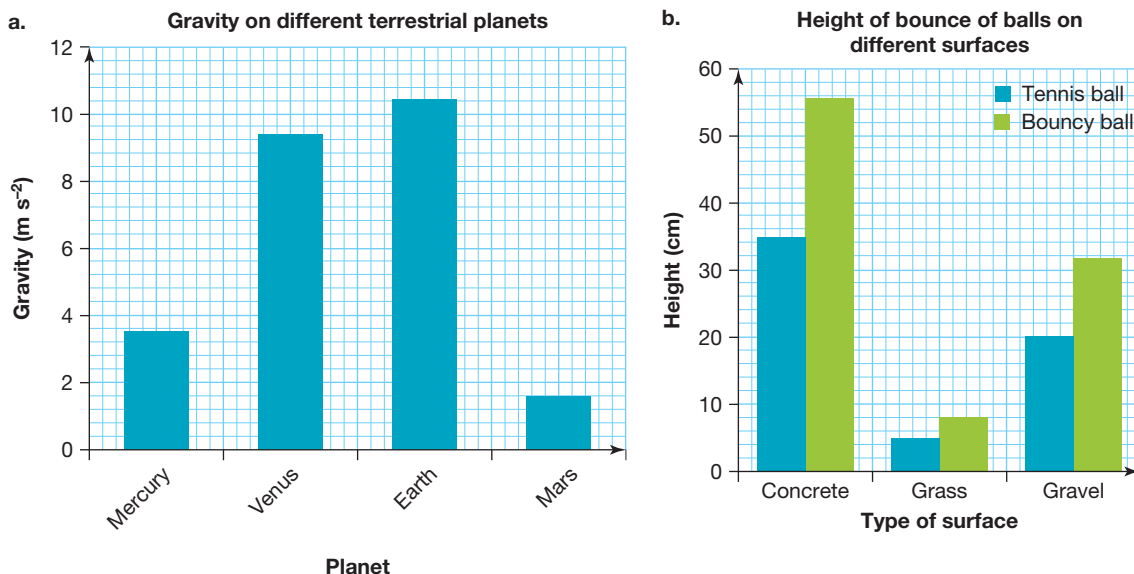 a.
Gravity on different terrestrial planets
12
10
8
6
4
2
0
Gravity (m s⁻²)
Mercury
Venus
Earth
Mars
Planet
b.
Height of bounce of balls on
different surfaces
60
50
40
30
20
10
0
Height (cm)
Tennis ball
Bouncy ball
Concrete
Grass
Gravel
Type of surface